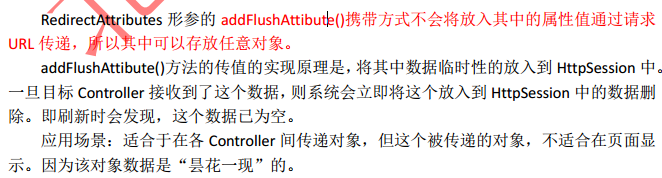 RedirectAttributes 形参的 addFlushAttibute()携带方式不会将放入其中的属性值通过请求
URL 传递，所以其中可以存放任意对象。
addFlushAttibute()方法的传值的实现原理是，将其中数据临时性的放入到 HttpSession 中。
一旦目标 Controller 接收到了这个数据，则系统会立即将这个放入到 HttpSession 中的数据删
除。即刷新时会发现，这个数据已为空。
应用场景：适合于在各 Controller 间传递对象，但这个被传递的对象，不适合在页面显
示。因为该对象数据是“昙花一现”的。